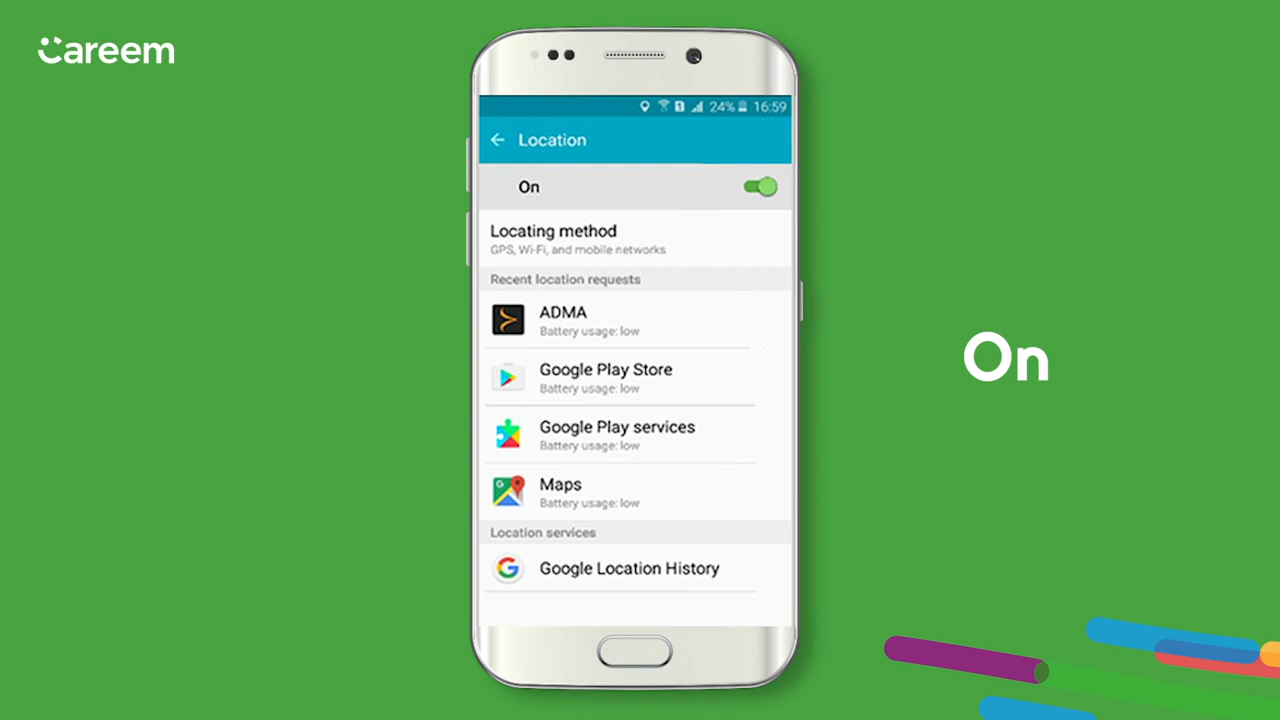 Careem
24% 16:59
Location
On
Locating method
GPS, Wi-Fi, and mobile networks
Recent location requests
ADMA
Battery usage: low
Google Play Store
Battery usage: low
Google Play services
Battery usage: low
Maps
Battery usage: low
Location services
Google Location History
On